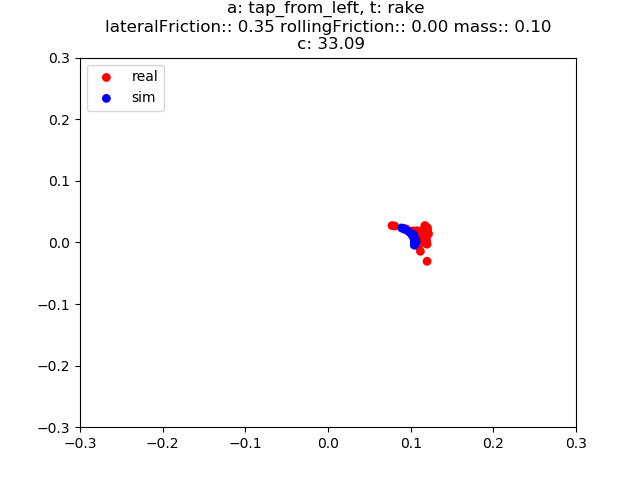 a: tap_from_left, t: rake
lateralFriction:: 0.35 rollingFriction:: 0.00 mass:: 0.10
c: 33.09
real
sim
0.3
0.2
0.1
0.0
−0.1
−0.2
−0.3
−0.3 −0.2 −0.1 0.0 0.1 0.2 0.3